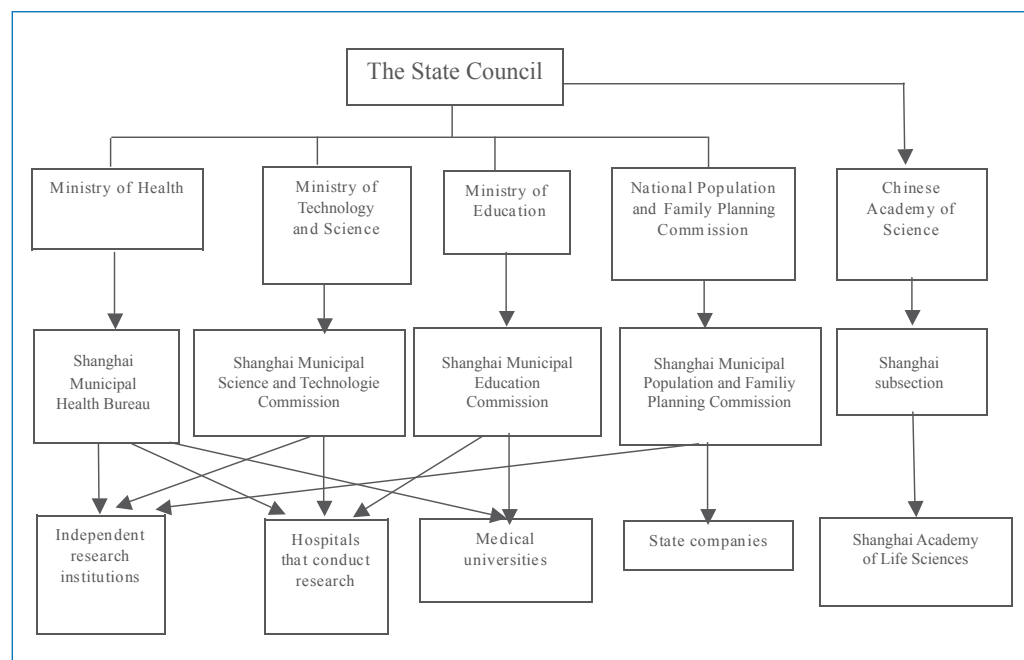 The State Council
Ministry of Health
Ministry of
Technology
and Science
Ministry of
Education
National Population
and Family Planning
Commission
Chinese
Academy of
Science
Shanghai
Municipal
Health Bureau
Shanghai Municipal
Science and Technologie
Commission
Shanghai Municipal
Education
Commission
Shanghai Municipal
Population and Familiy
Planning Commission
Shanghai
subsection
Independent
research
institutions
Hospitals
that conduct
research
Medical
universities
State companies
Shanghai Academy
of Life Sciences